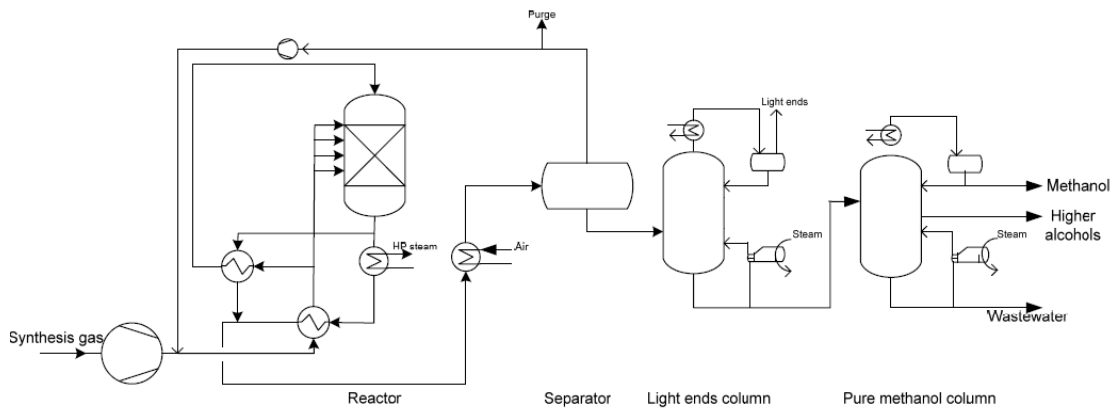 Purge
Light ends
HP steam
Air
Steam
Steam
Methanol
Higher
alcohols
Wastewater
Synthesis gas
Reactor
Separator
Light ends column
Pure methanol column